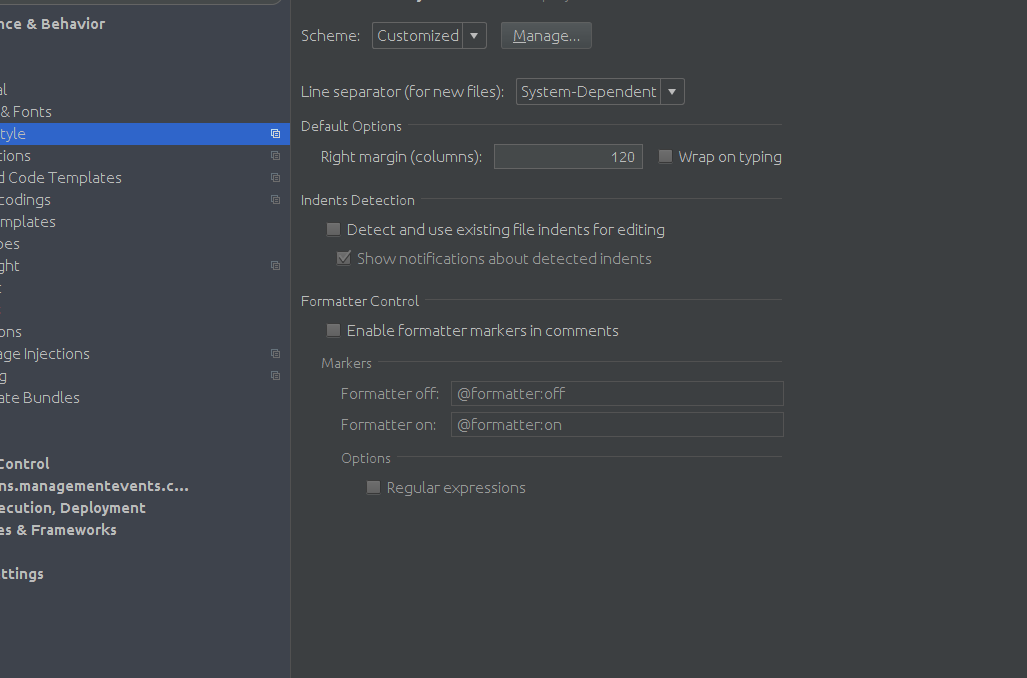 nce & Behavior
al
& Fonts
tyle
tions
d Code Templates
codings
mplates
pes
ght
t
ons
age Injections
g
ate Bundles
Control
ns.managementevents.c...
ecution, Deployment
es & Frameworks
ttings
Scheme: Customized Manage...
Line separator (for new files): System-Dependent
Default Options
Right margin (columns): 120 Wrap on typing
Indents Detection
Detect and use existing file indents for editing
Show notifications about detected indents
Formatter Control
Enable formatter markers in comments
Markers
Formatter off: @formatter:off
Formatter on: @formatter:on
Options
Regular expressions